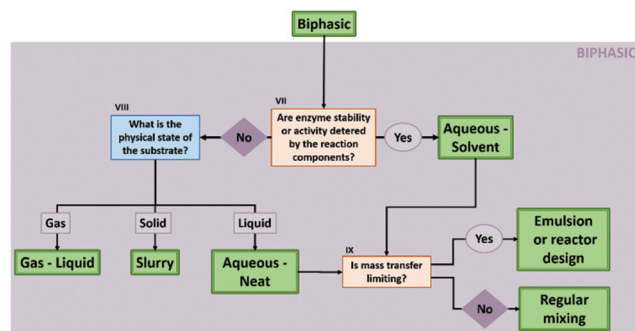 Biphasic
BIPHASIC
VII
Are enzyme stability
or activity detered
by the reaction
components?
VIII
What is the
physical state of
the substrate?
No
Yes
Aqueous -
Solvent
Gas
Solid
Liquid
Gas - Liquid
Slurry
Aqueous -
Neat
IX
Is mass transfer
limiting?
Yes
Emulsion
or reactor
design
No
Regular
mixing